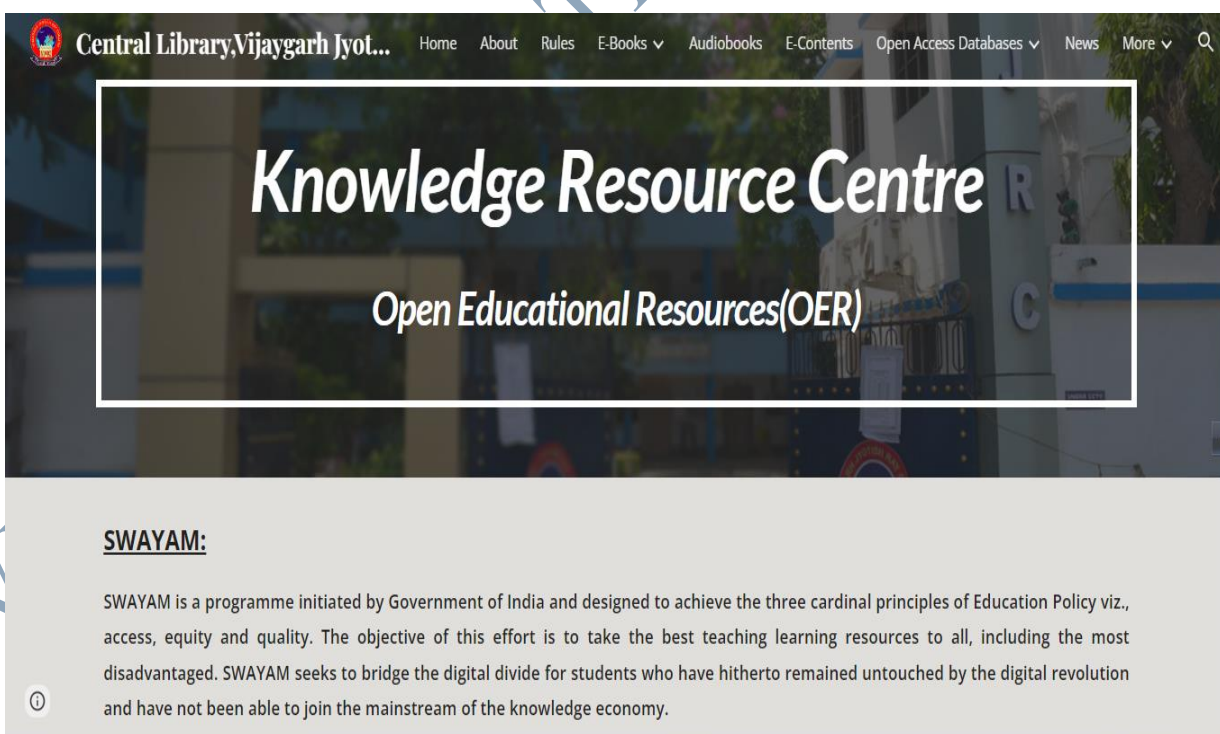 Central Library,Vijaygarh Jyot... Home About Rules E-Books Audiobooks E-Contents Open Access Databases News More
Knowledge Resource Centre
Open Educational Resources(OER)
J
R
C
SWAYAM:
SWAYAM is a programme initiated by Government of India and designed to achieve the three cardinal principles of Education Policy viz.,
access, equity and quality. The objective of this effort is to take the best teaching learning resources to all, including the most
disadvantaged. SWAYAM seeks to bridge the digital divide for students who have hitherto remained untouched by the digital revolution
and have not been able to join the mainstream of the knowledge economy.